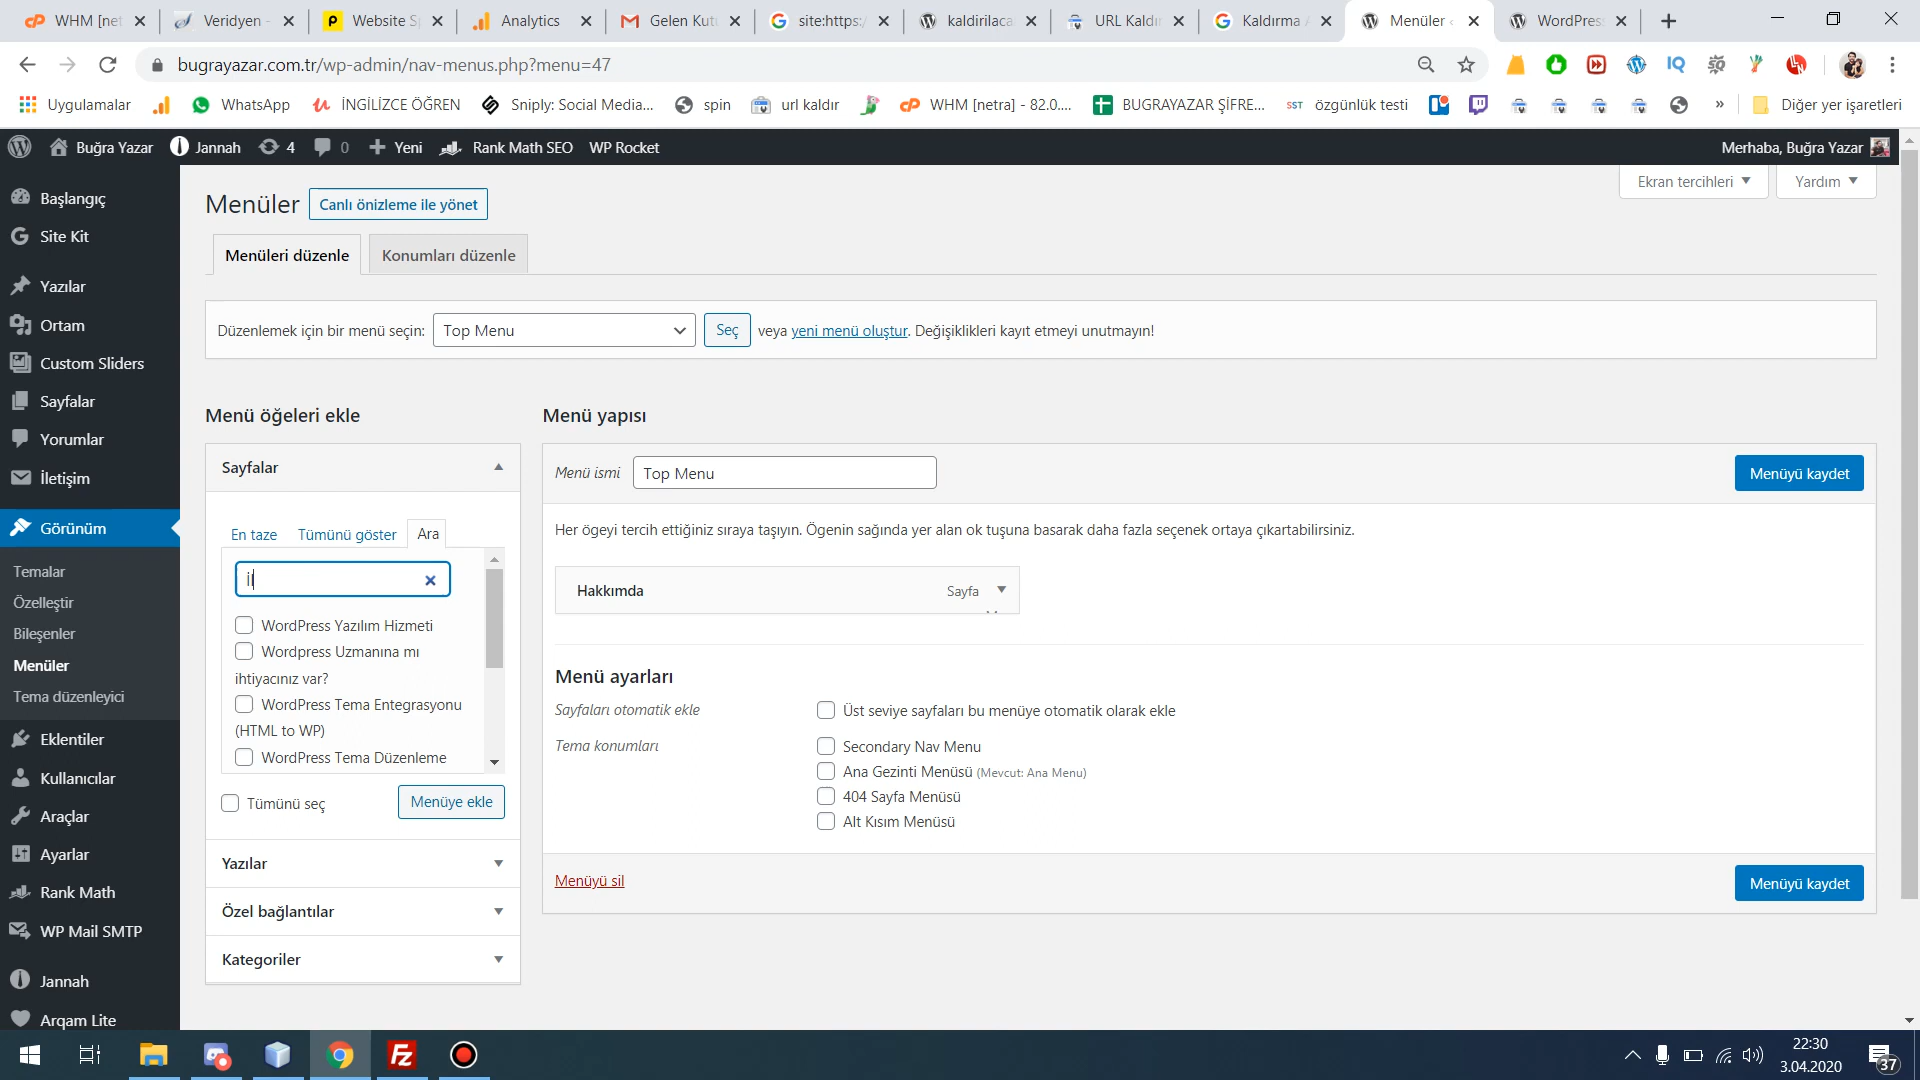 WHM [net
Veridyen -
Website Sp
Analytics
Gelen Kutu
site:https:/
kaldirilaca
URL Kaldır
Kaldırma A
Menüler ‹
WordPress
bugrayazar.com.tr/wp-admin/nav-menus.php?menu=47
Uygulamalar
WhatsApp
İNGİLİZCE ÖĞREN
Sniply: Social Media...
spin
url kaldır
WHM [netra] - 82.0....
BUGRAYAZAR ŞİFRE...
SST özgünlük testi
»
Diğer yer işaretleri
Buğra Yazar
Jannah
4
0
Yeni
Rank Math SEO
WP Rocket
Merhaba, Buğra Yazar
Başlangıç
Site Kit
Yazılar
Ortam
Custom Sliders
Sayfalar
Yorumlar
İletişim
Görünüm
Temalar
Özelleştir
Bileşenler
Menüler
Tema düzenleyici
Eklentiler
Kullanıcılar
Araçlar
Ayarlar
Rank Math
WP Mail SMTP
Jannah
Arqam Lite
Ekran tercihleri
Yardım
Menüler
Canlı önizleme ile yönet
Menüleri düzenle
Konumları düzenle
Düzenlemek için bir menü seçin:
Top Menu
Seç
veya yeni menü oluştur. Değişiklikleri kayıt etmeyi unutmayın!
Menü öğeleri ekle
Sayfalar
En taze
Tümünü göster
Ara
İl
WordPress Yazılım Hizmeti
Wordpress Uzmanına mı
ihtiyacınız var?
WordPress Tema Entegrasyonu
(HTML to WP)
WordPress Tema Düzenleme
Tümünü seç
Menüye ekle
Yazılar
Özel bağlantılar
Kategoriler
Menü yapısı
Menü ismi
Top Menu
Menüyü kaydet
Her ögeyi tercih ettiğiniz sıraya taşıyın. Ögenin sağında yer alan ok tuşuna basarak daha fazla seçenek ortaya çıkartabilirsiniz.
Hakkımda
Sayfa
Menü ayarları
Sayfaları otomatik ekle
Üst seviye sayfaları bu menüye otomatik olarak ekle
Tema konumları
Secondary Nav Menu
Ana Gezinti Menüsü (Mevcut: Ana Menu)
404 Sayfa Menüsü
Alt Kısım Menüsü
Menüyü sil
Menüyü kaydet
22:30
3.04.2020
37